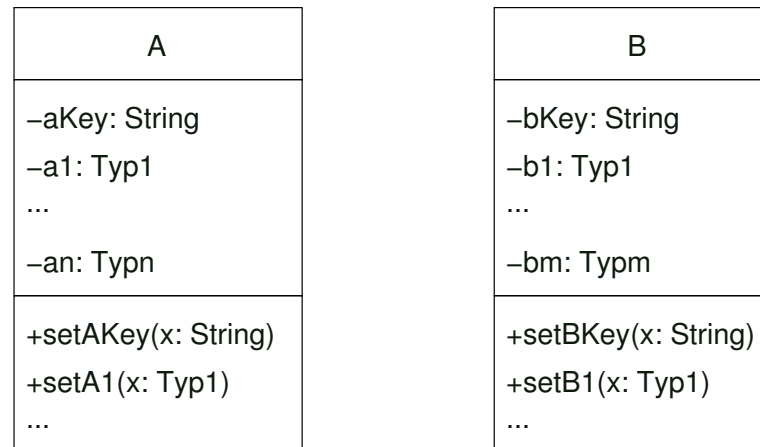 A
−aKey: String
−a1: Typ1
...
−an: Typn
+setAKey(x: String)
+setA1(x: Typ1)
...
B
−bKey: String
−b1: Typ1
...
−bm: Typm
+setBKey(x: String)
+setB1(x: Typ1)
...